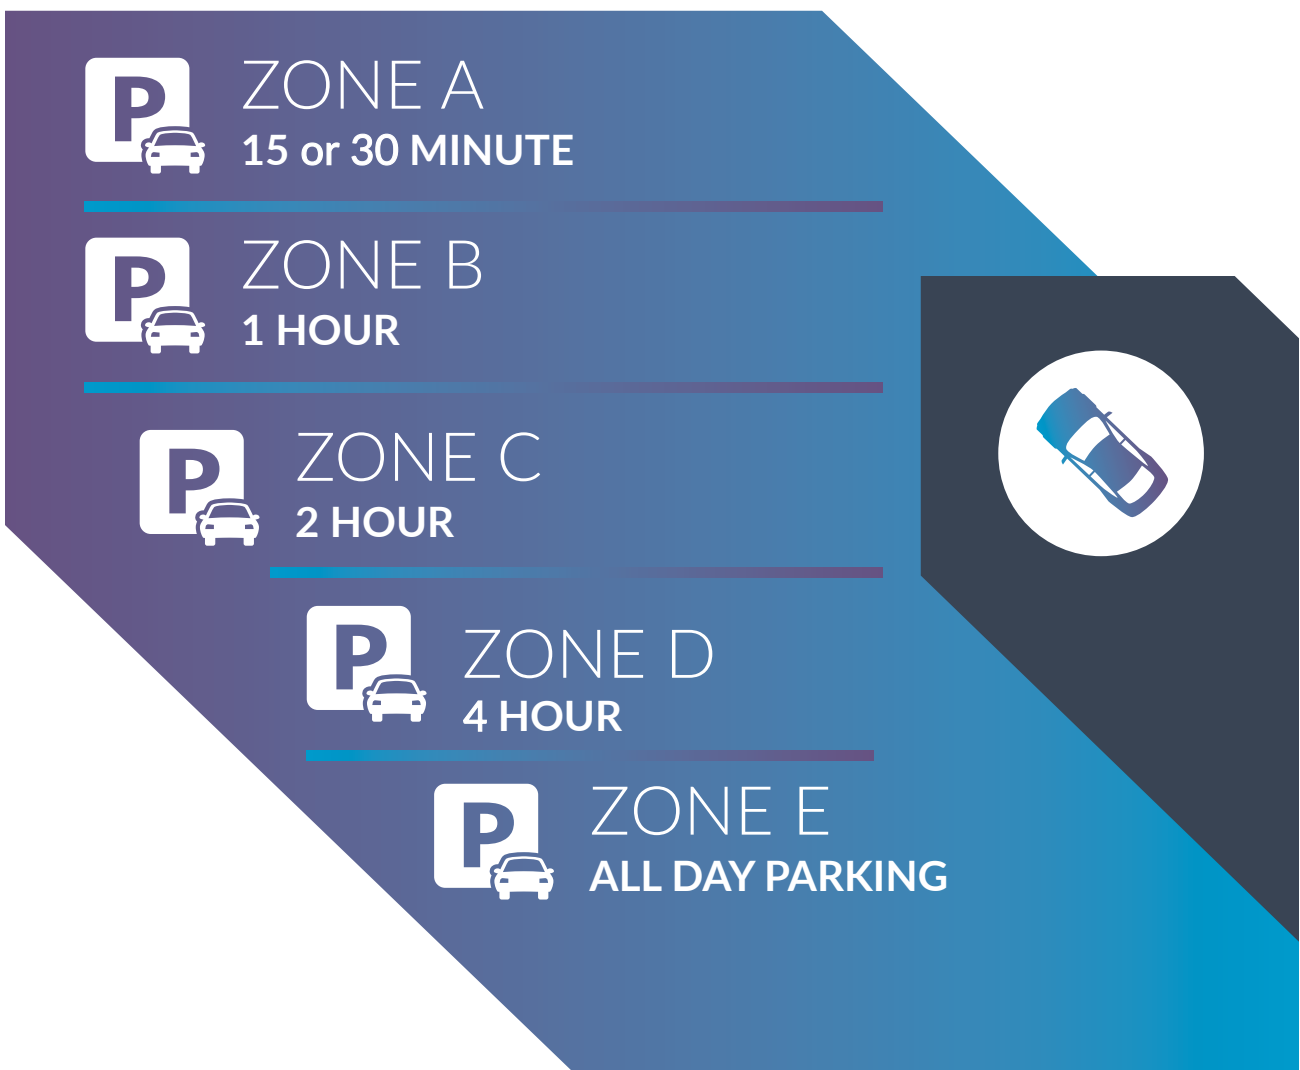 P
ZONE A
15 or 30 MINUTE
P
ZONE B
1 HOUR
P
ZONE C
2 HOUR
P
ZONE D
4 HOUR
P
ZONE E
ALL DAY PARKING